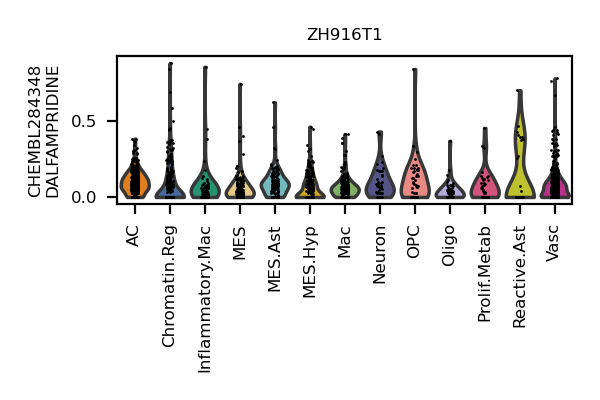 ZH916T1
CHEMBL284348
DALFAMPRIDINE
0.5
0.0
AC
Chromatin.Reg
Inflammatory.Mac
MES
MES.Ast
MES.Hyp
Mac
Neuron
OPC
Oligo
Prolif.Metab
Reactive.Ast
Vasc